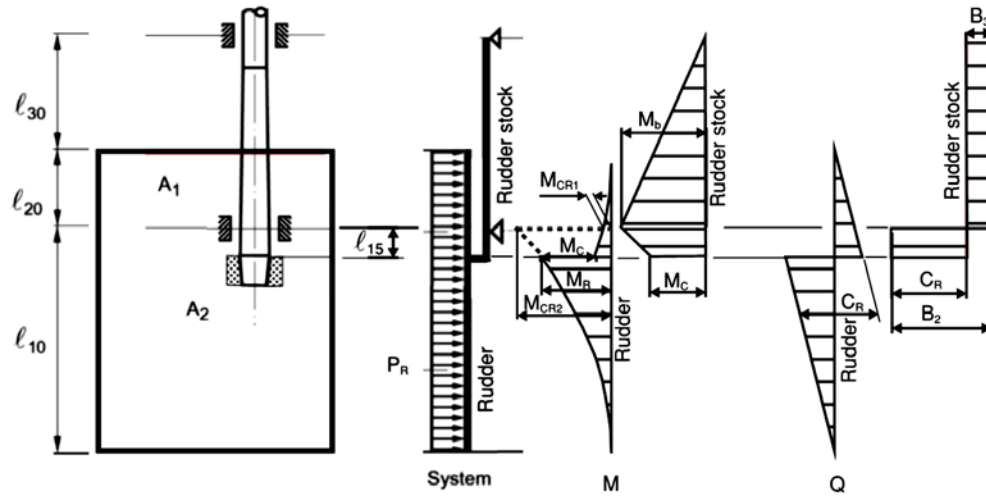 ℓ30
ℓ20
ℓ10
A1
A2
ℓ15
PR
Rudder stock
Rudder
System
MCR1
Mb
Rudder stock
MC
MR
MCR2
MC
Rudder
M
CR
Rudder
Q
B3
Rudder stock
CR
B2